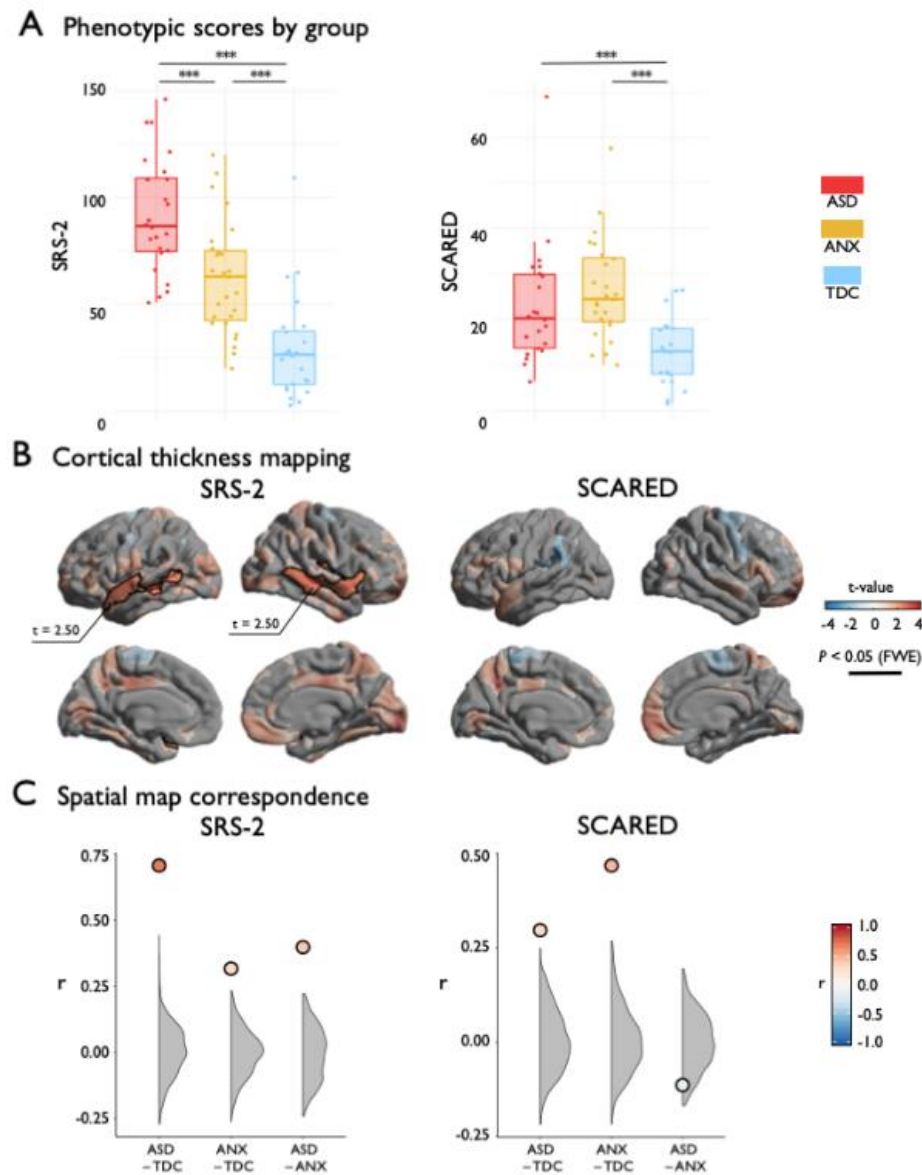 A Phenotypic scores by group
*** *** ***
*** ***
SRS-2
150
100
50
0
SCARED
60
40
20
0
ASD
ANX
TDC
B Cortical thickness mapping
SRS-2 SCARED
t = 2.50 t = 2.50
t-value
-4 -2 0 2 4
P < 0.05 (FWE)
C Spatial map correspondence
SRS-2 SCARED
r
0.75
0.50
0.25
0.00
-0.25
ASD
-TDC
ANX
-TDC
ASD
-ANX
r
0.50
0.25
0.00
-0.25
ASD
-TDC
ANX
-TDC
ASD
-ANX
r
1.0
0.5
0.0
-0.5
-1.0